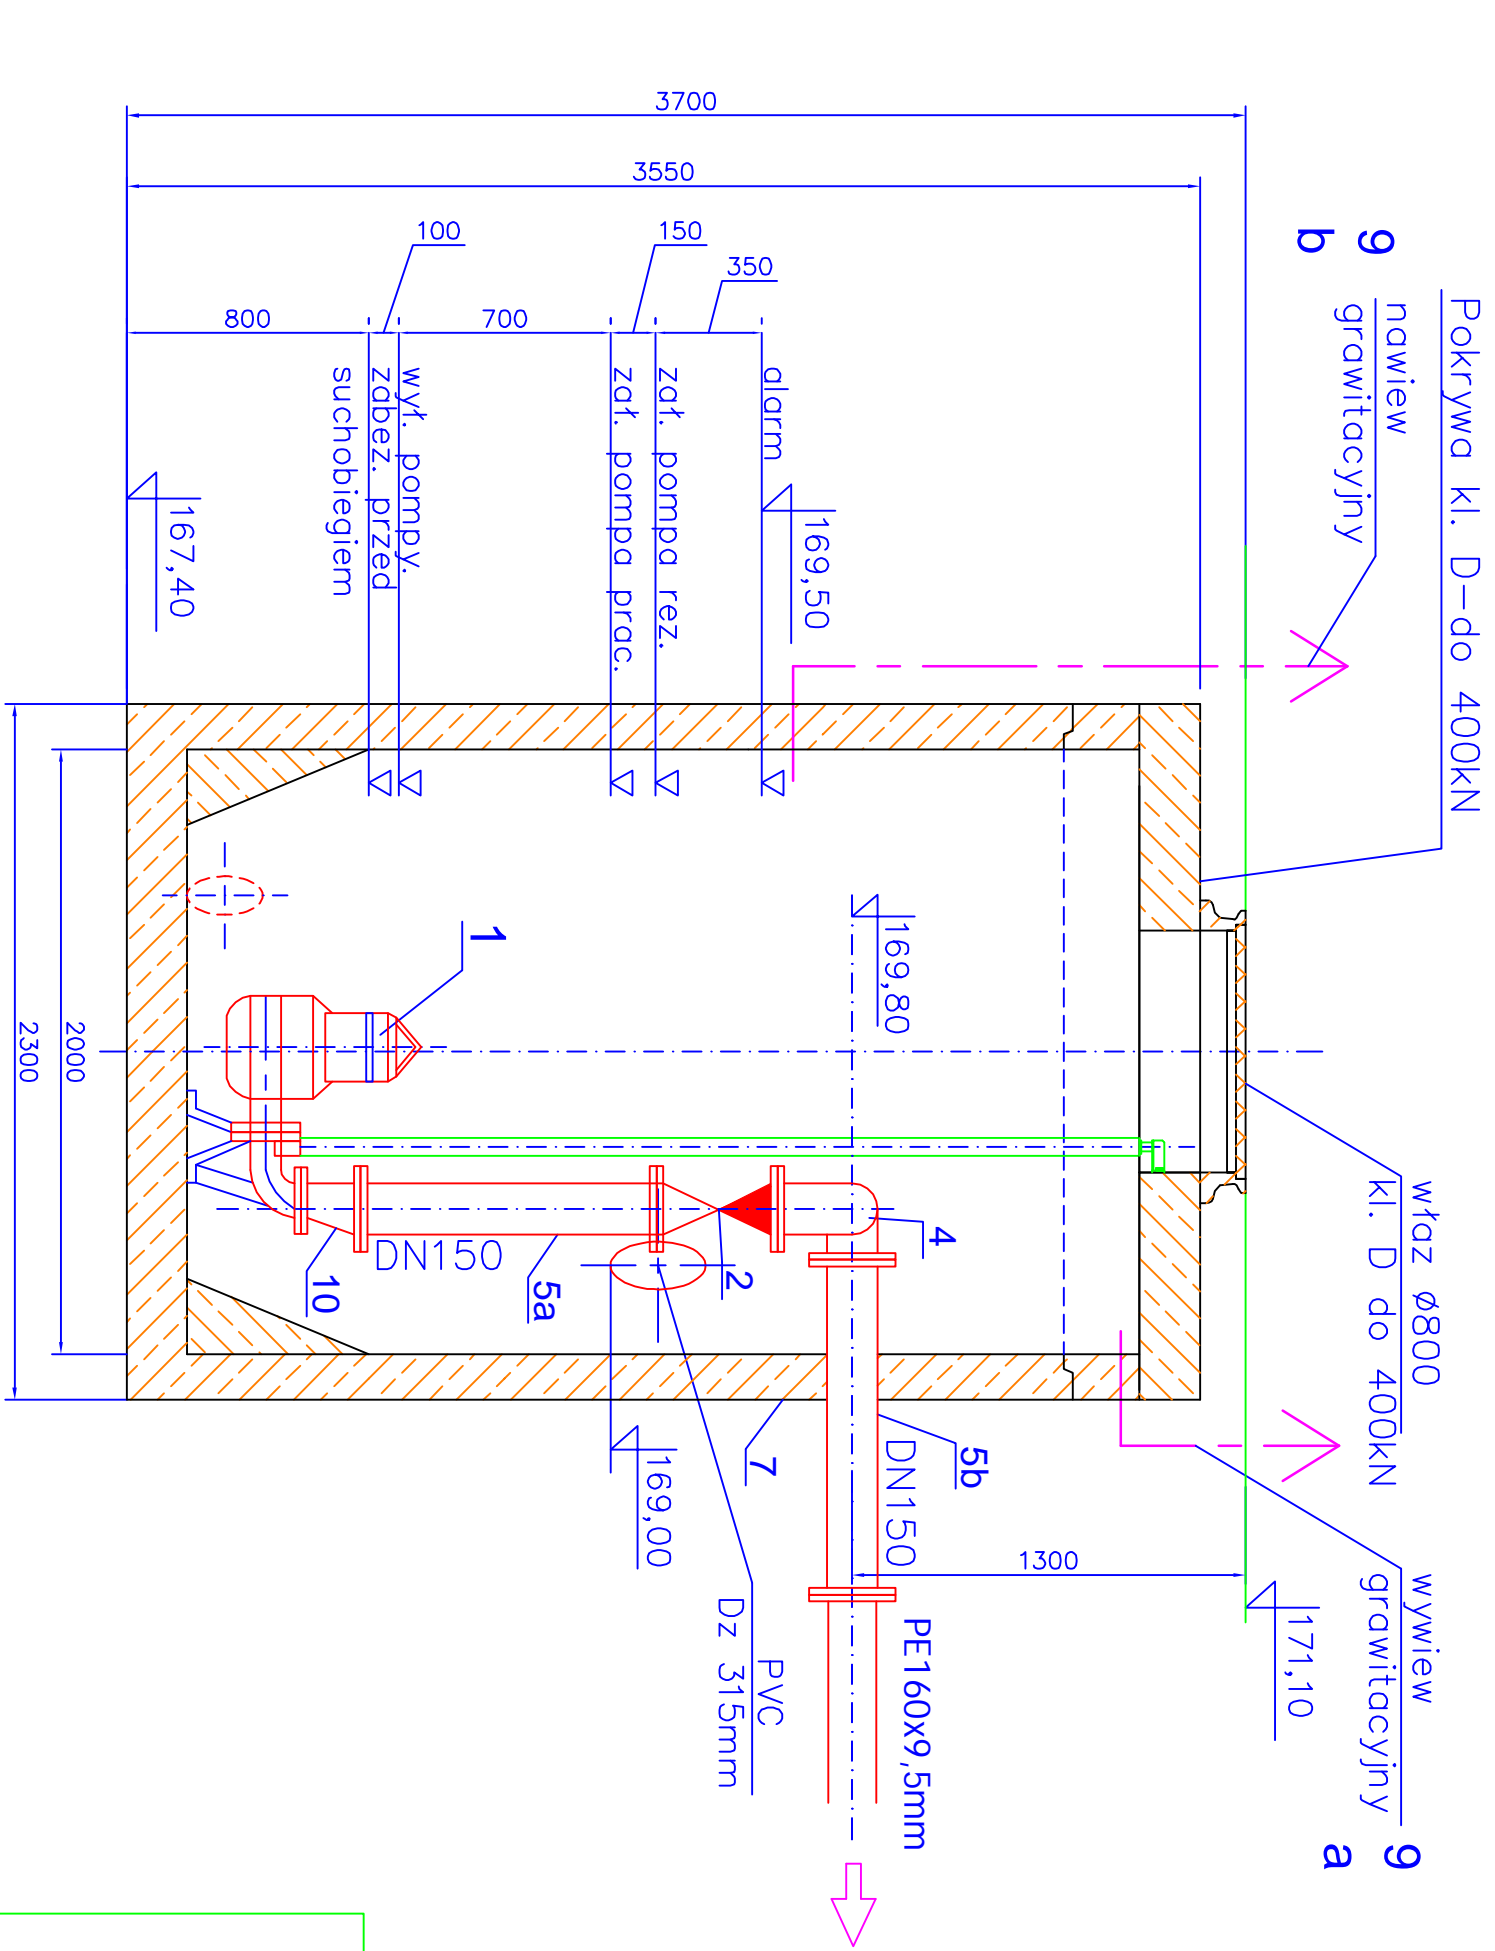 Pokrywa kl. D-do 400kN
9
b
nawiew
grawitacyjny
wywiew
grawitacyjny
9
a
właz ø800
kl. D do 400kN
171,10
1300
3700
3550
350
150
100
700
800
alarm
169,50
zał. pompa rez.
zał. pompa prac.
wył. pompy.
zabez. przed
suchobiegiem
167,40
169,80
1
4
2
5a
10
DN150
5b
DN150
PE160x9,5mm
7
169,00
PVC
Dz 315mm
2000
2300